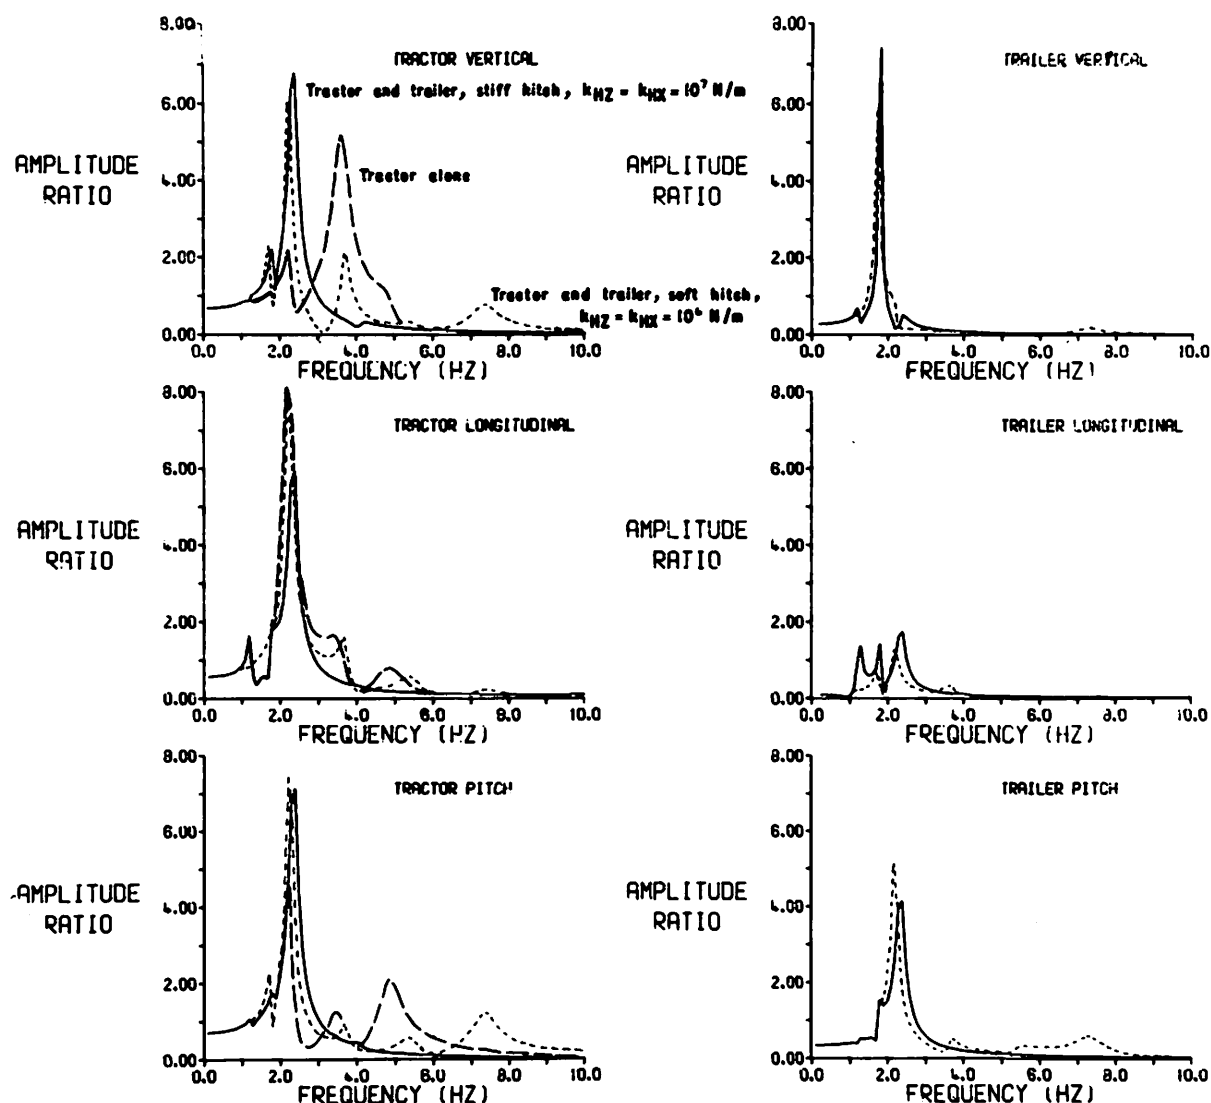 8.00
6.00
4.00
2.00
0.00
AMPLITUDE
RATIO
TRACTOR VERTICAL
Tractor and trailer, stiff hitch, kHZ = kHX = 10⁷ N/m
Tractor alone
Tractor and trailer, soft hitch,
kHZ = kHX = 10⁶ N/m
0.0 2.0 4.0 6.0 8.0 10.0
FREQUENCY (HZ)
8.00
6.00
4.00
2.00
0.00
AMPLITUDE
RATIO
TRAILER VERTICAL
0.0 2.0 4.0 6.0 8.0 10.0
FREQUENCY (HZ)
8.00
6.00
4.00
2.00
0.00
AMPLITUDE
RATIO
TRACTOR LONGITUDINAL
0.0 2.0 4.0 6.0 8.0 10.0
FREQUENCY (HZ)
8.00
6.00
4.00
2.00
0.00
AMPLITUDE
RATIO
TRAILER LONGITUDINAL
0.0 2.0 4.0 6.0 8.0 10.0
FREQUENCY (HZ)
8.00
6.00
4.00
2.00
0.00
AMPLITUDE
RATIO
TRACTOR PITCH
0.0 2.0 4.0 6.0 8.0 10.0
FREQUENCY (HZ)
8.00
6.00
4.00
2.00
0.00
AMPLITUDE
RATIO
TRAILER PITCH
0.0 2.0 4.0 6.0 8.0 10.0
FREQUENCY (HZ)